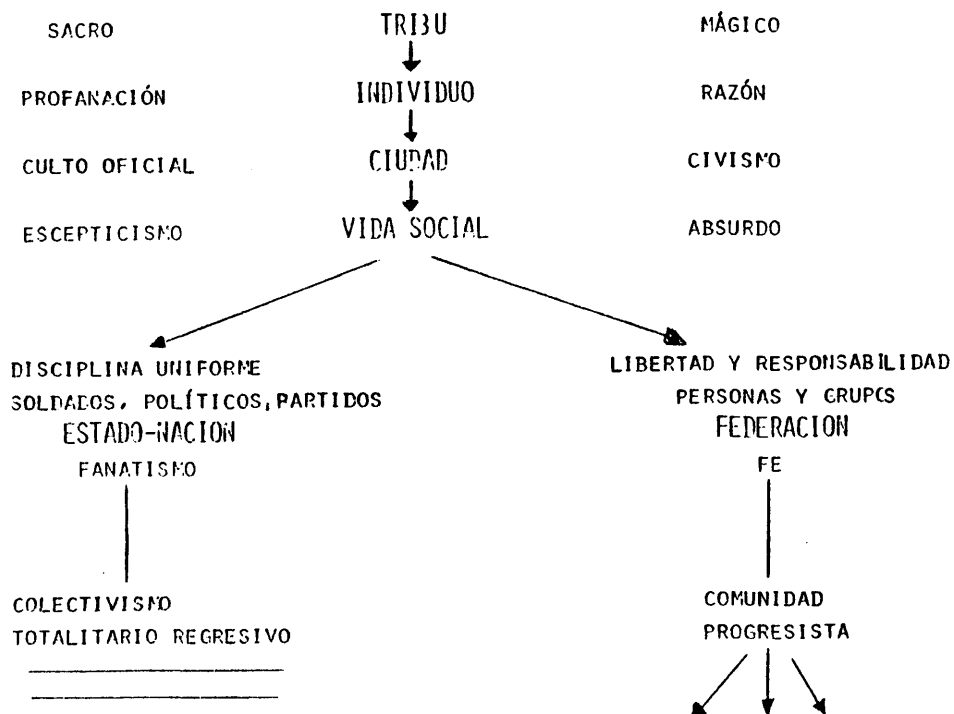 SACRO TRIBU MÁGICO
PROFANACIÓN INDIVIDUO RAZÓN
CULTO OFICIAL CIUDAD CIVISMO
ESCEPTICISMO VIDA SOCIAL ABSURDO
DISCIPLINA UNIFORME
SOLDADOS, POLÍTICOS, PARTIDOS
ESTADO-NACION
FANATISMO
LIBERTAD Y RESPONSABILIDAD
PERSONAS Y GRUPOS
FEDERACION
FE
COLECTIVISMO
TOTALITARIO REGRESIVO
COMUNIDAD
PROGRESISTA